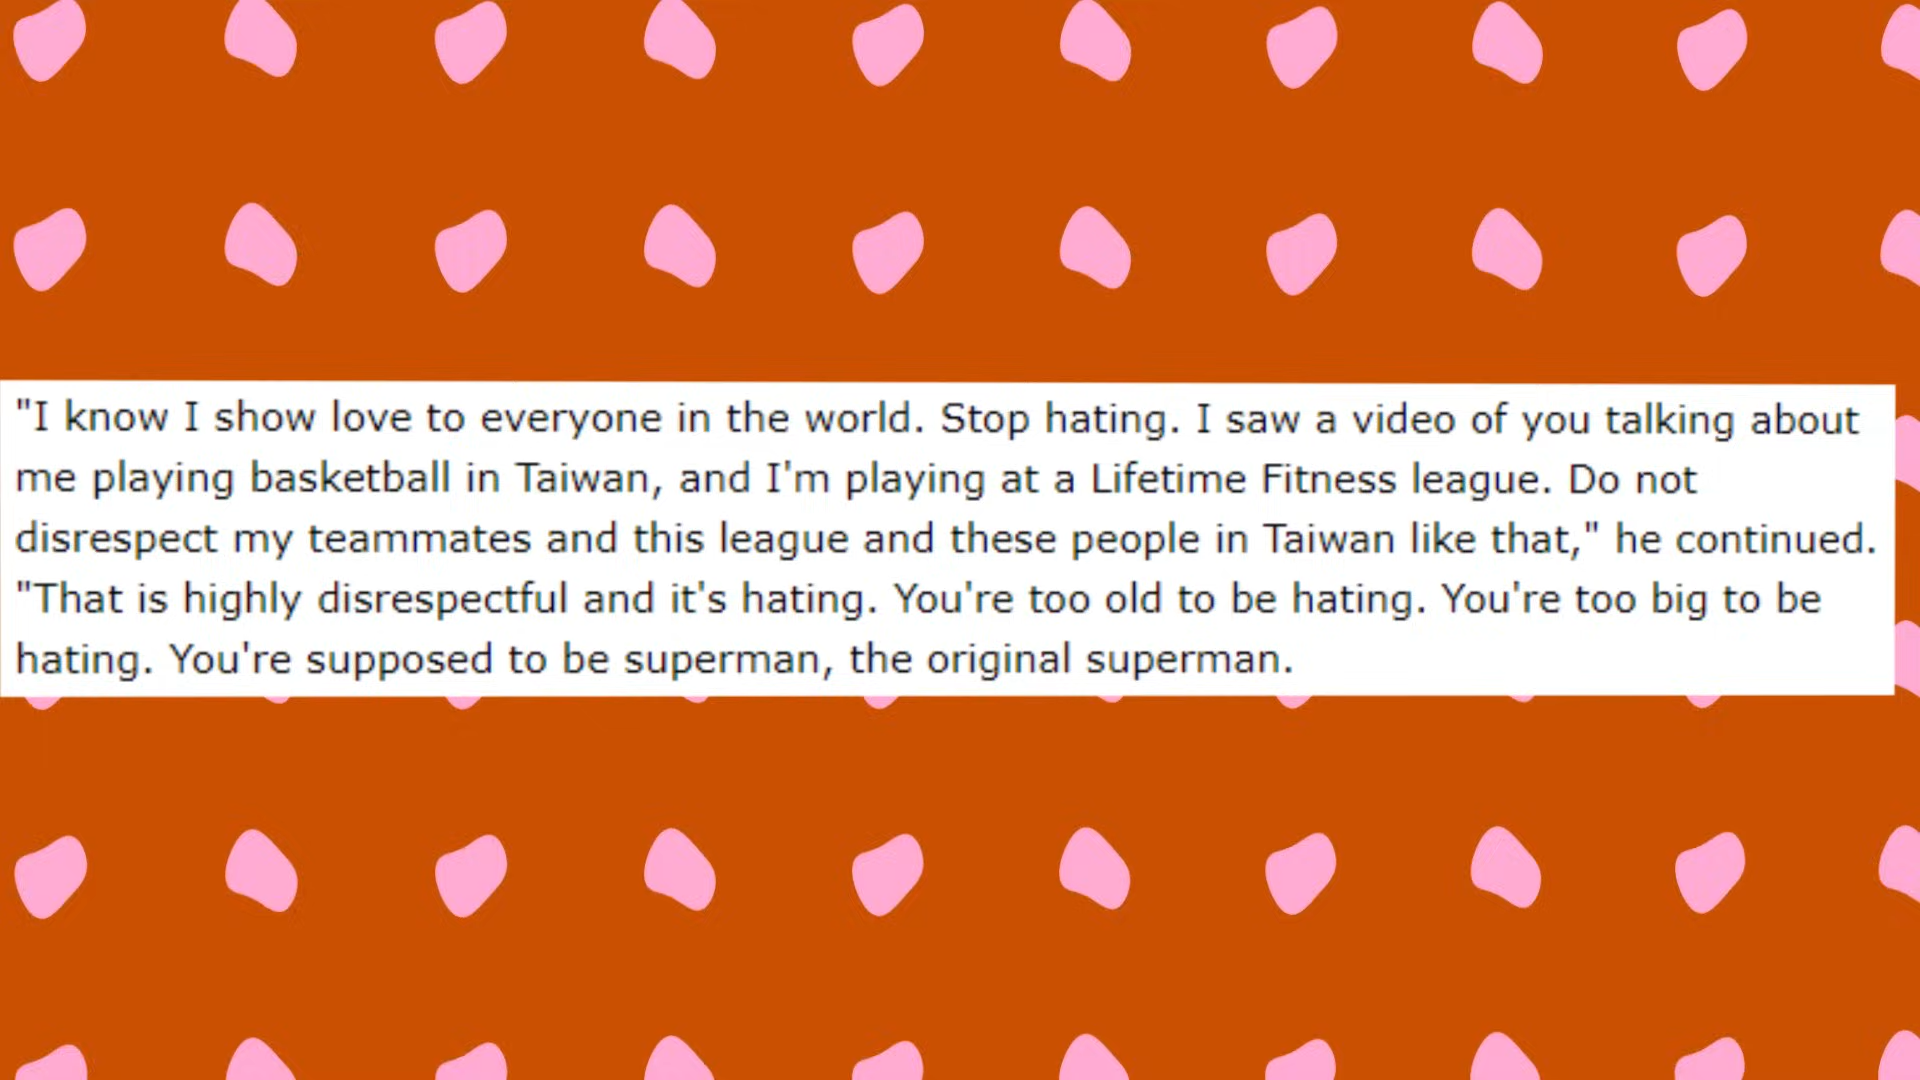 "I know I show love to everyone in the world. Stop hating. I saw a video of you talking about
me playing basketball in Taiwan, and I'm playing at a Lifetime Fitness league. Do not
disrespect my teammates and this league and these people in Taiwan like that," he continued.
"That is highly disrespectful and it's hating. You're too old to be hating. You're too big to be
hating. You're supposed to be superman, the original superman.